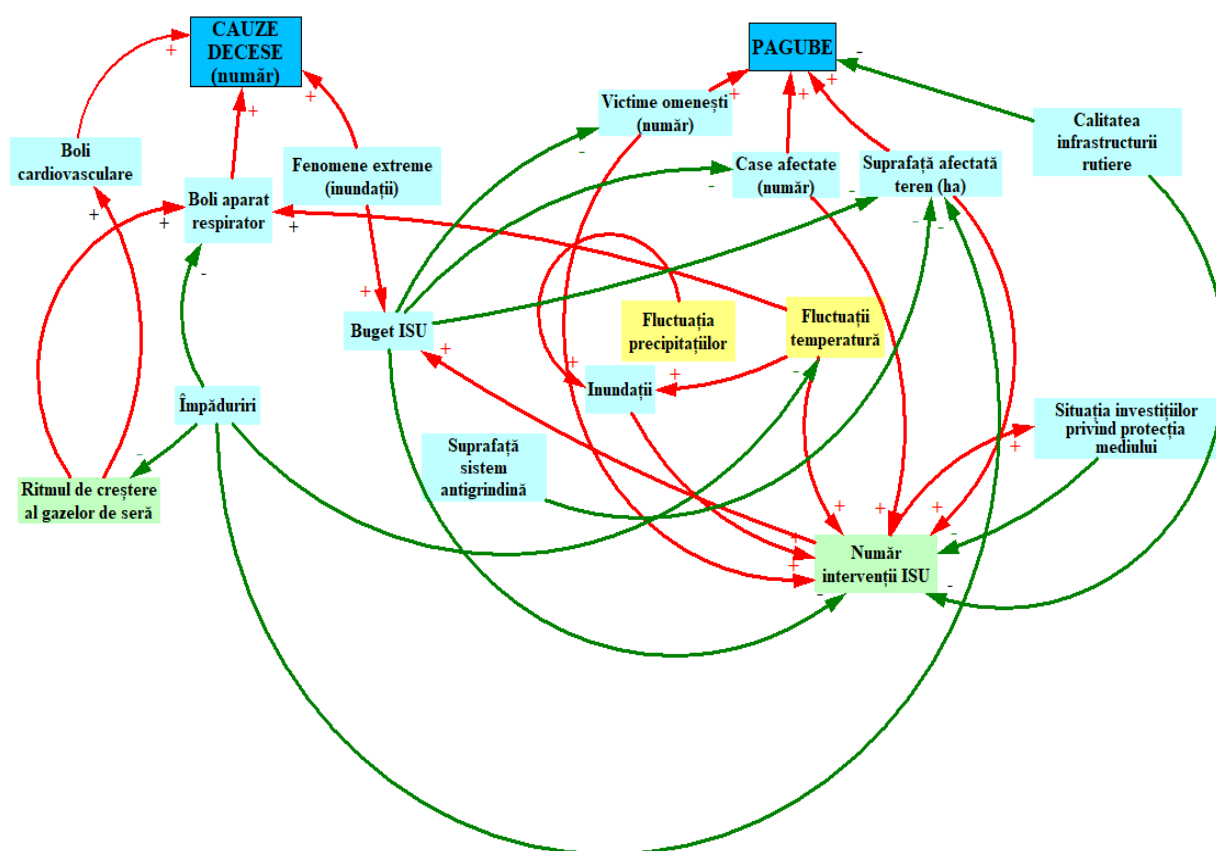 CAUZE
DECESE
(număr)
PAGUBE
Victime omenești
(număr)
Calitatea
infrastructurii
rutiere
Boli
cardiovasculare
Fenomene extreme
(inundații)
Case afectate
(număr)
Suprafață afectată
teren (ha)
Boli aparat
respirator
Buget ISU
Fluctuația
precipitațiilor
Fluctuații
temperatură
Împăduriri
Inundații
Situația investițiilor
privind protecția
mediului
Suprafață
sistem
antigrindină
Ritmul de creștere
al gazelor de seră
Număr
intervenții ISU